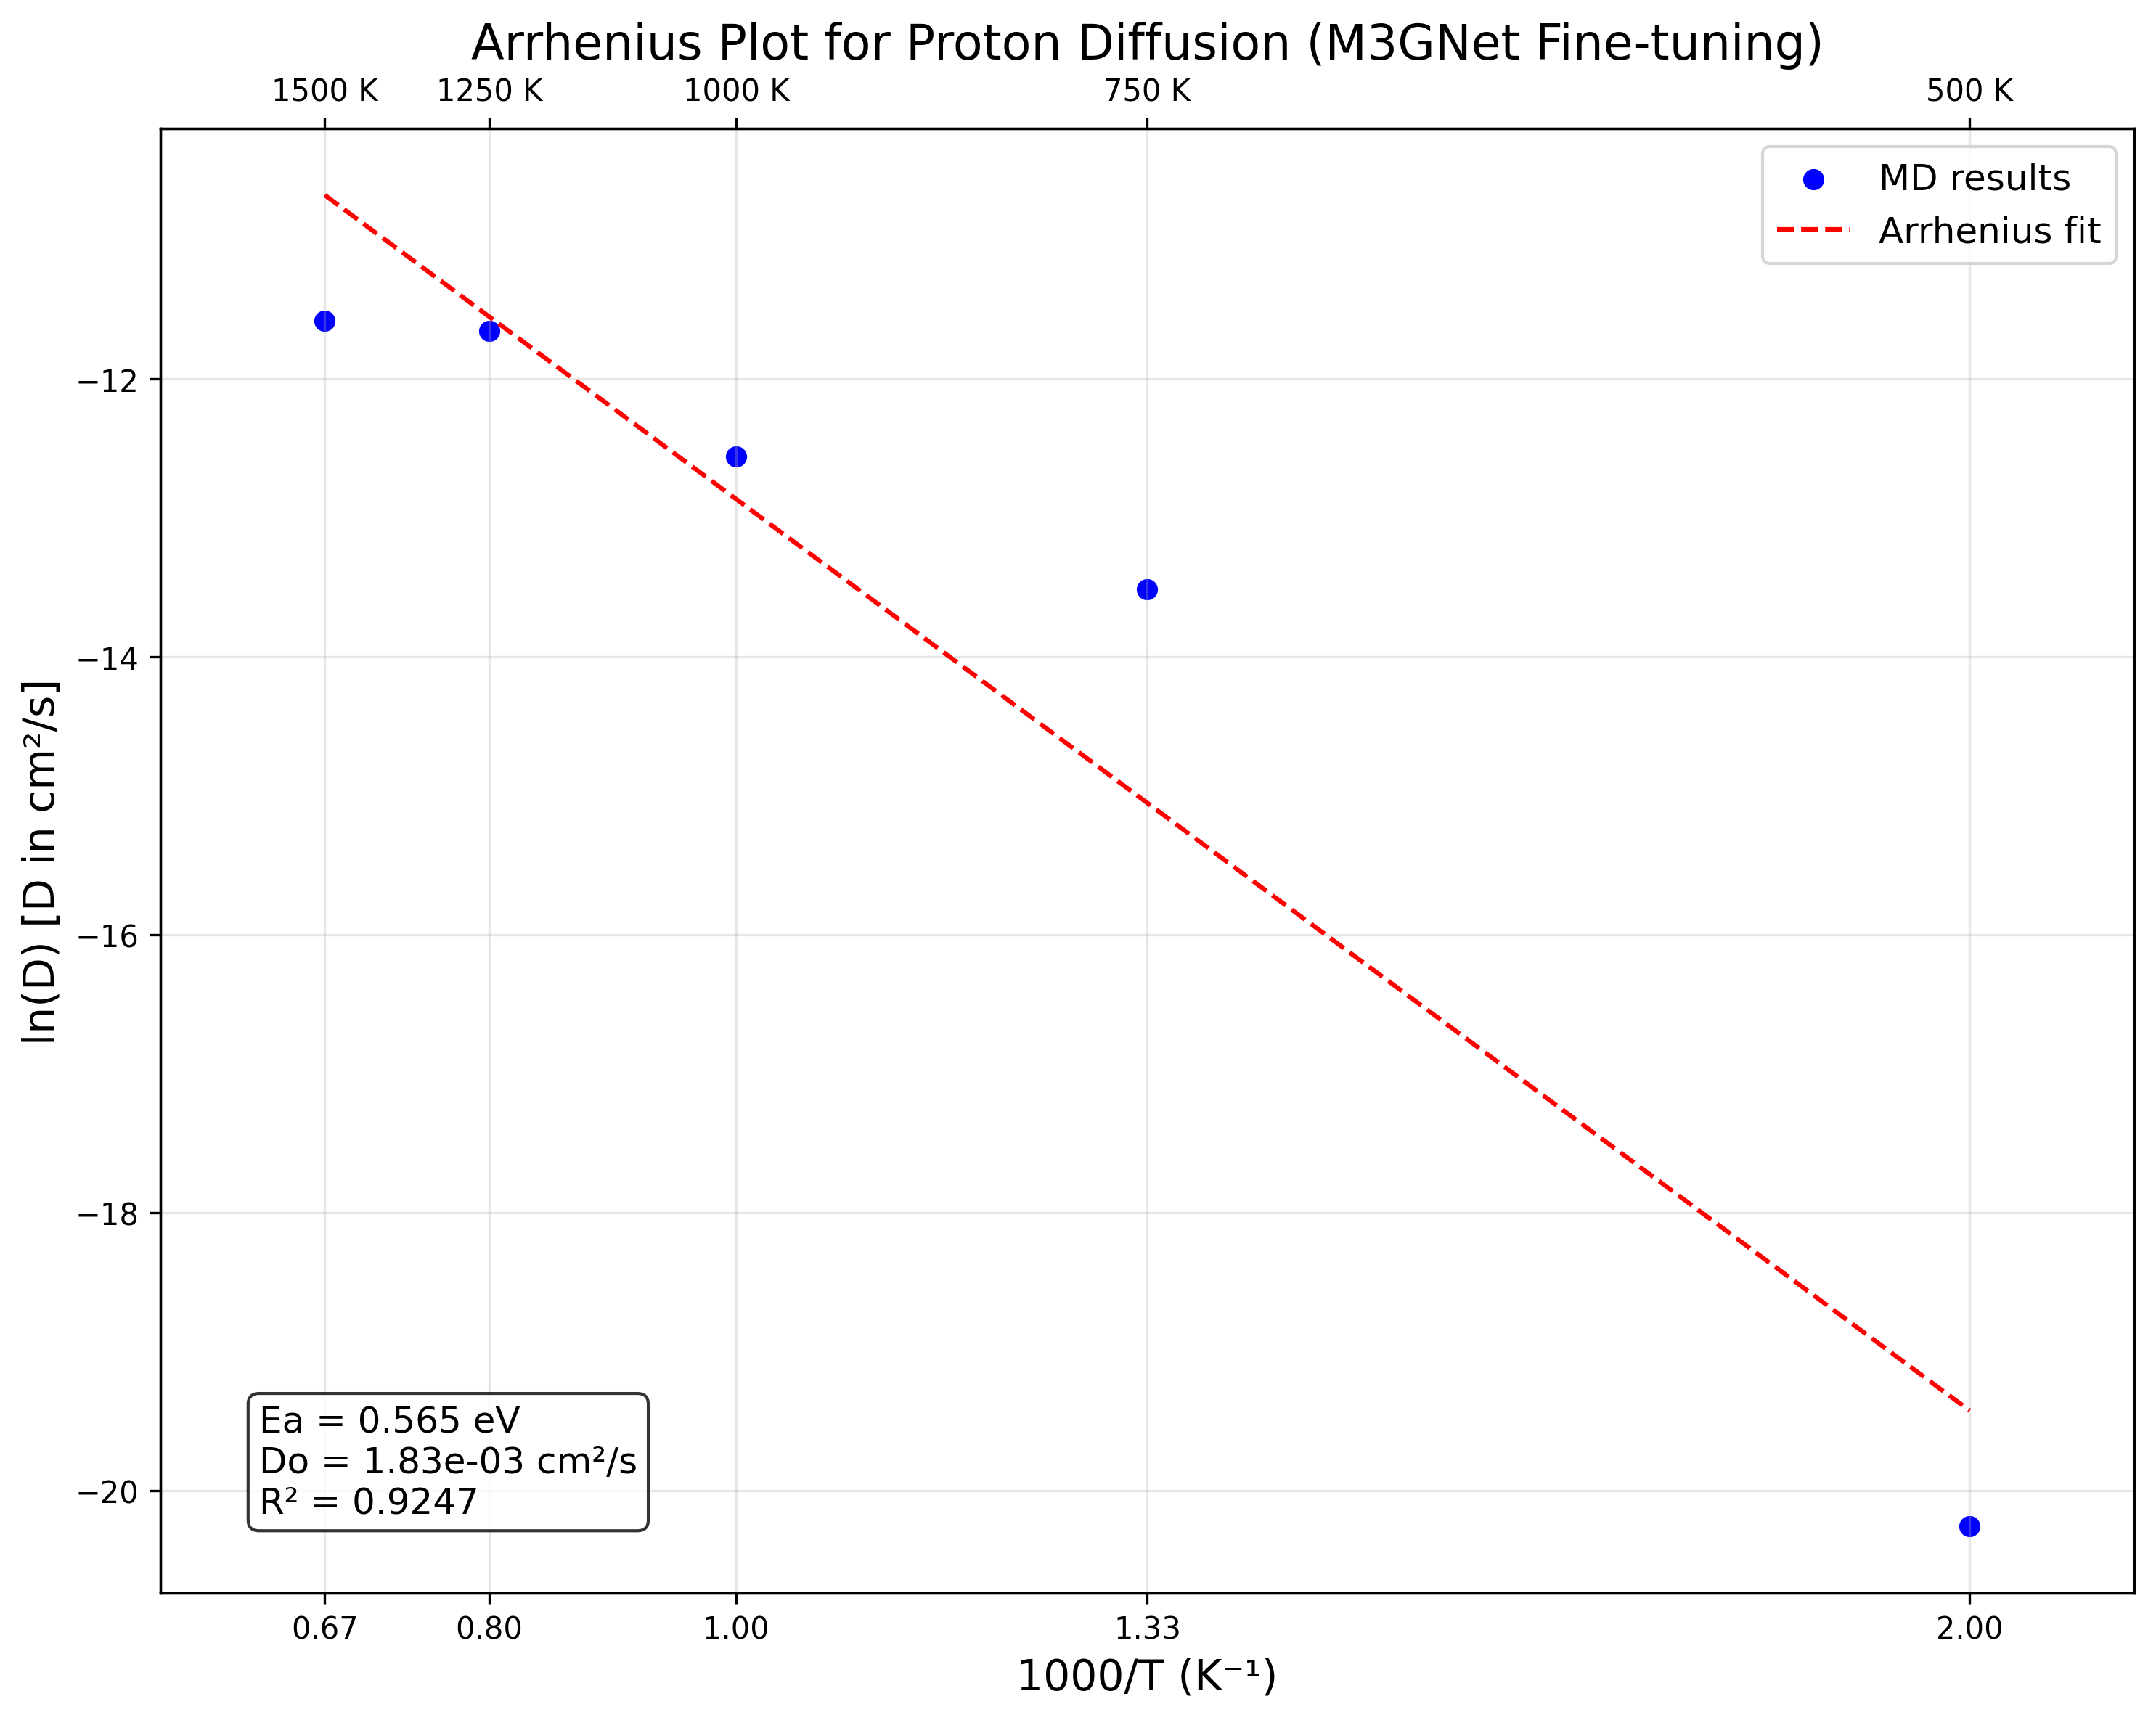 Arrhenius Plot for Proton Diffusion (M3GNet Fine-tuning)
1500 K 1250 K 1000 K 750 K 500 K
MD results
Arrhenius fit
ln(D) [D in cm²/s]
−12
−14
−16
−18
−20
Ea = 0.565 eV
Do = 1.83e-03 cm²/s
R² = 0.9247
0.67 0.80 1.00 1.33 2.00
1000/T (K⁻¹)